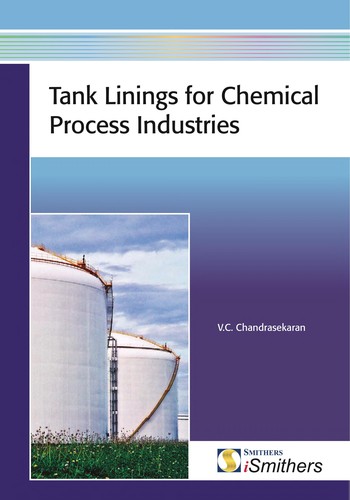 Tank Linings for Chemical
Process Industries
V.C. Chandrasekaran
SMITHERS
iSmithers